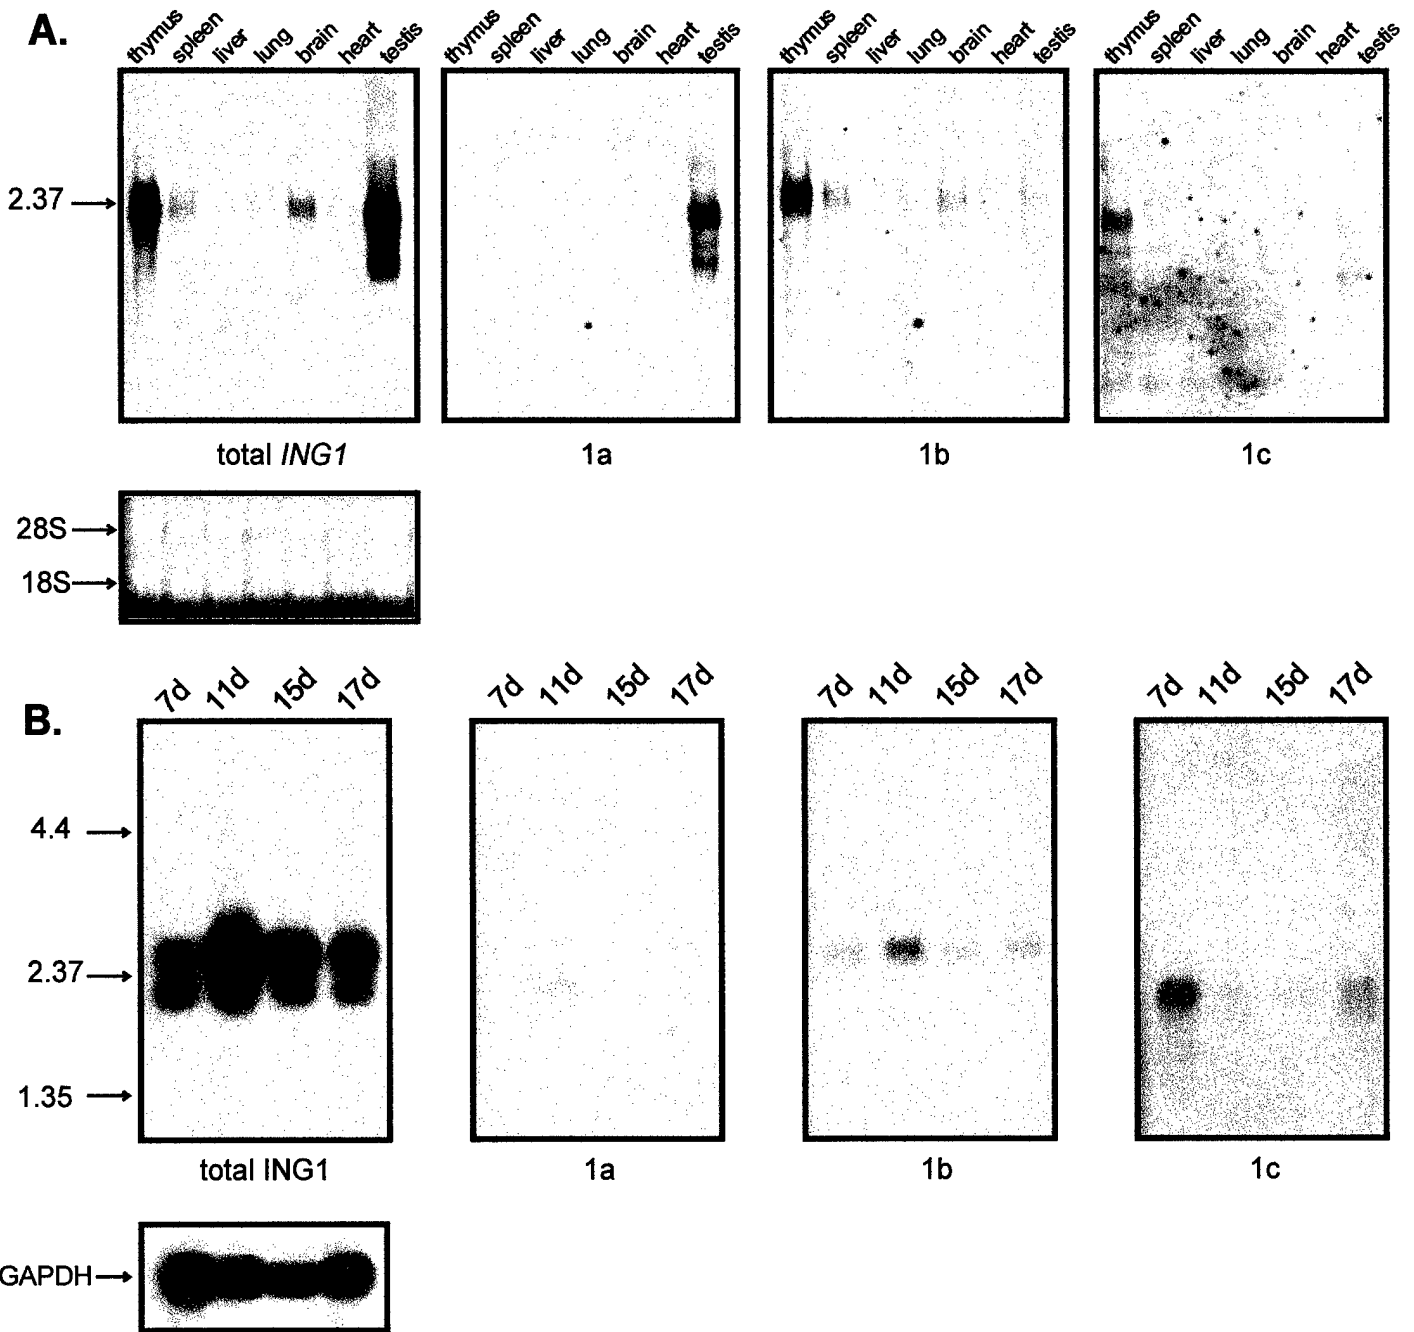 A.
thymus spleen liver lung brain heart testis
thymus spleen liver lung brain heart testis
thymus spleen liver lung brain heart testis
thymus spleen liver lung brain heart testis
2.37
total ING1
1a
1b
1c
28S
18S
B.
7d 11d 15d 17d
7d 11d 15d 17d
7d 11d 15d 17d
7d 11d 15d 17d
4.4
2.37
1.35
total ING1
1a
1b
1c
GAPDH